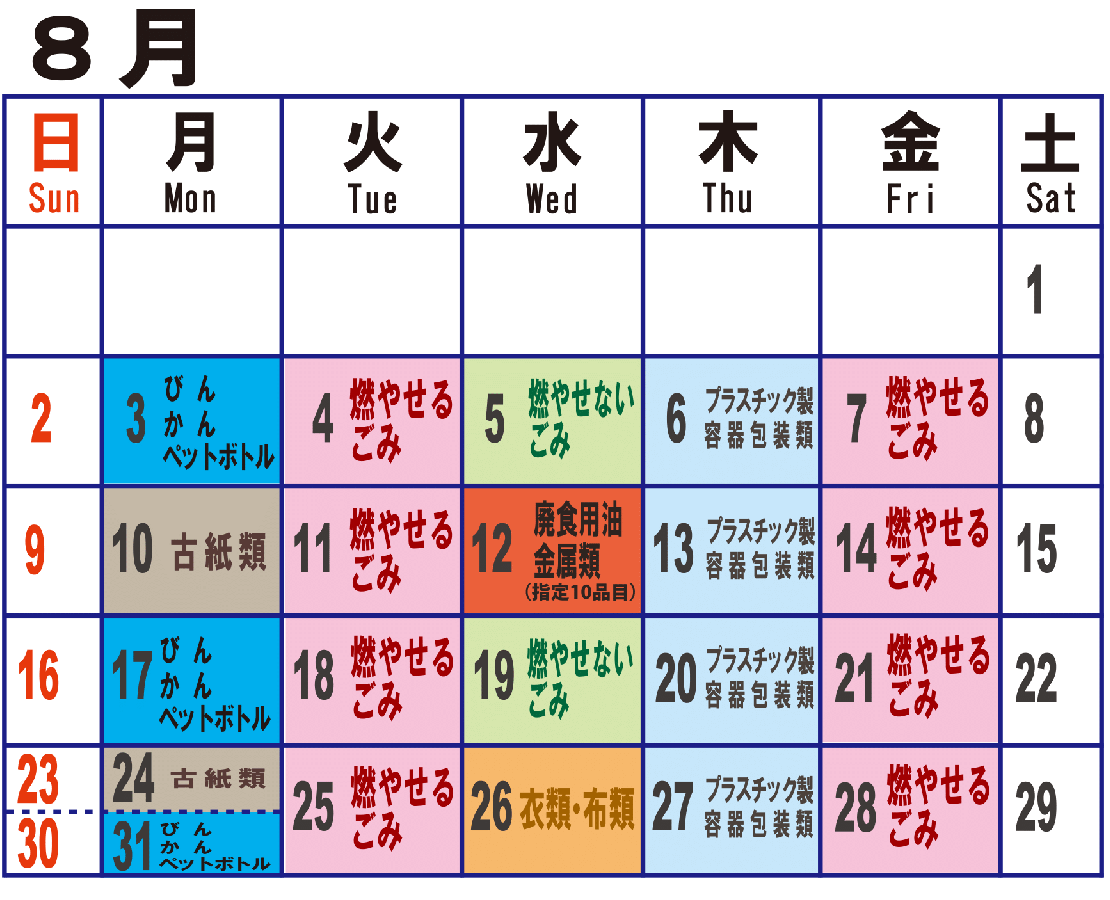 8月
日 月 火 水 木 金 土
Sun Mon Tue Wed Thu Fri Sat
1
2
3 びん
かん
ペットボトル
4 燃やせる
ごみ
5 燃やせない
ごみ
6 プラスチック製
容器包装類
7 燃やせる
ごみ
8
9
10 古紙類
11 燃やせる
ごみ
12 廃食用油
金属類
（指定10品目）
13 プラスチック製
容器包装類
14 燃やせる
ごみ
15
16
17 びん
かん
ペットボトル
18 燃やせる
ごみ
19 燃やせない
ごみ
20 プラスチック製
容器包装類
21 燃やせる
ごみ
22
23
30
24 古紙類
31 びん
かん
ペットボトル
25 燃やせる
ごみ
26 衣類・布類
27 プラスチック製
容器包装類
28 燃やせる
ごみ
29